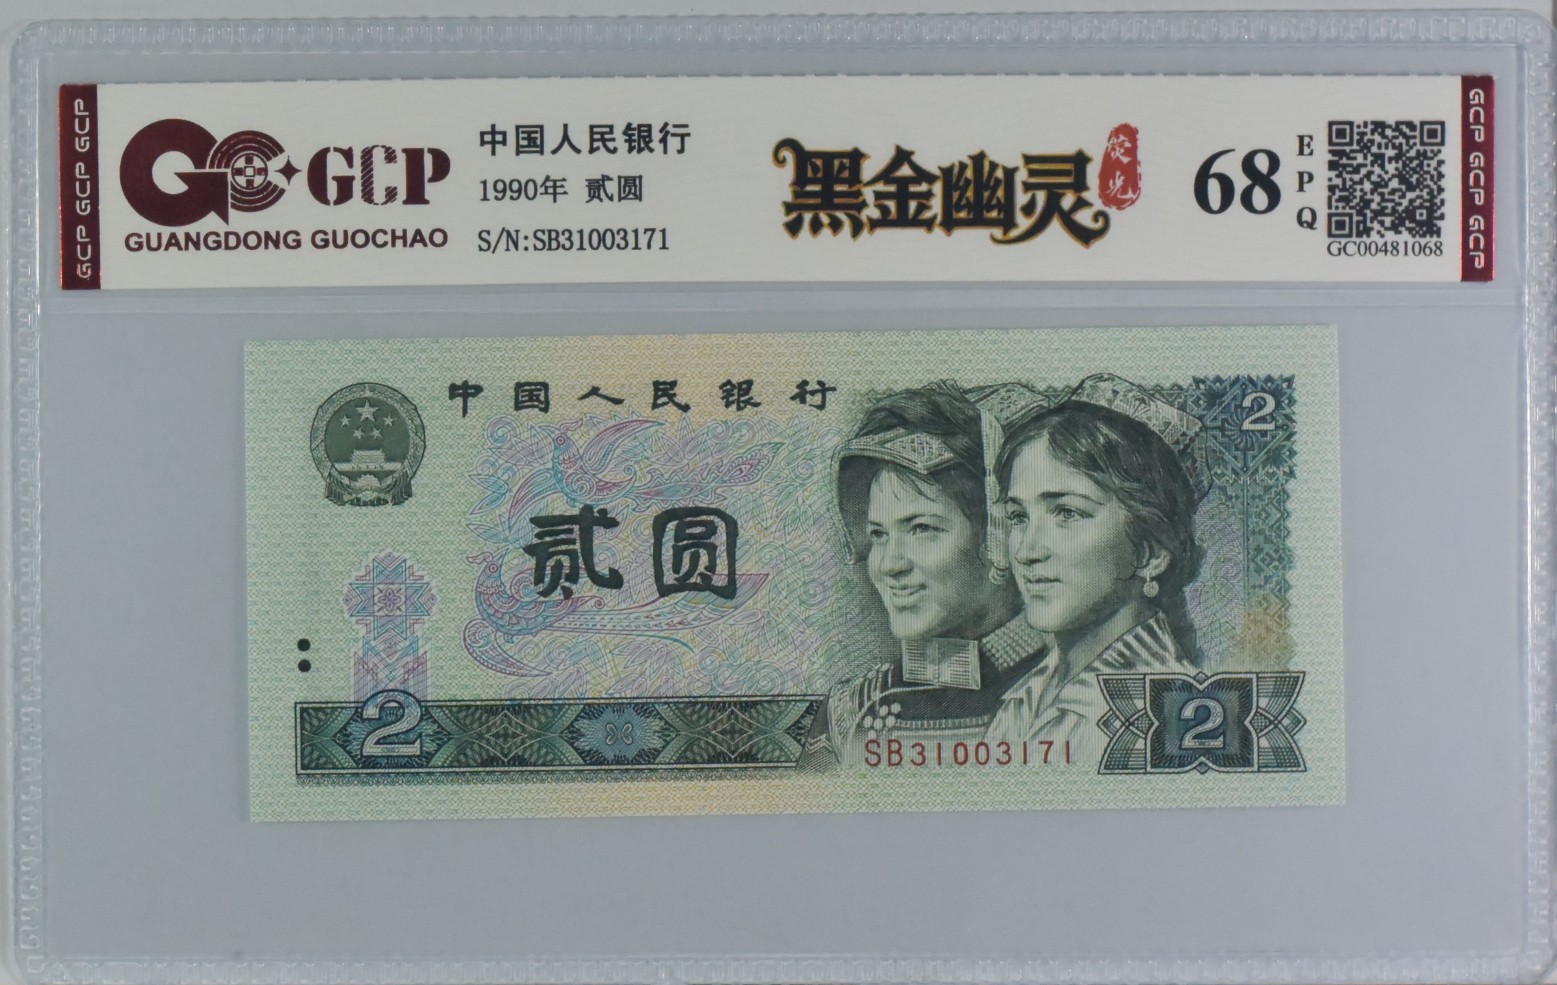 GCP GCP GCP
GCP
GUANGDONG GUOCHAO
中国人民银行
1990年 贰圆
S/N:SB31003171
黑金幽灵
荧光
68
EPQ
GC00481068
GCP GCP GCP
中国人民银行
2
贰圆
2
SB31003171
2